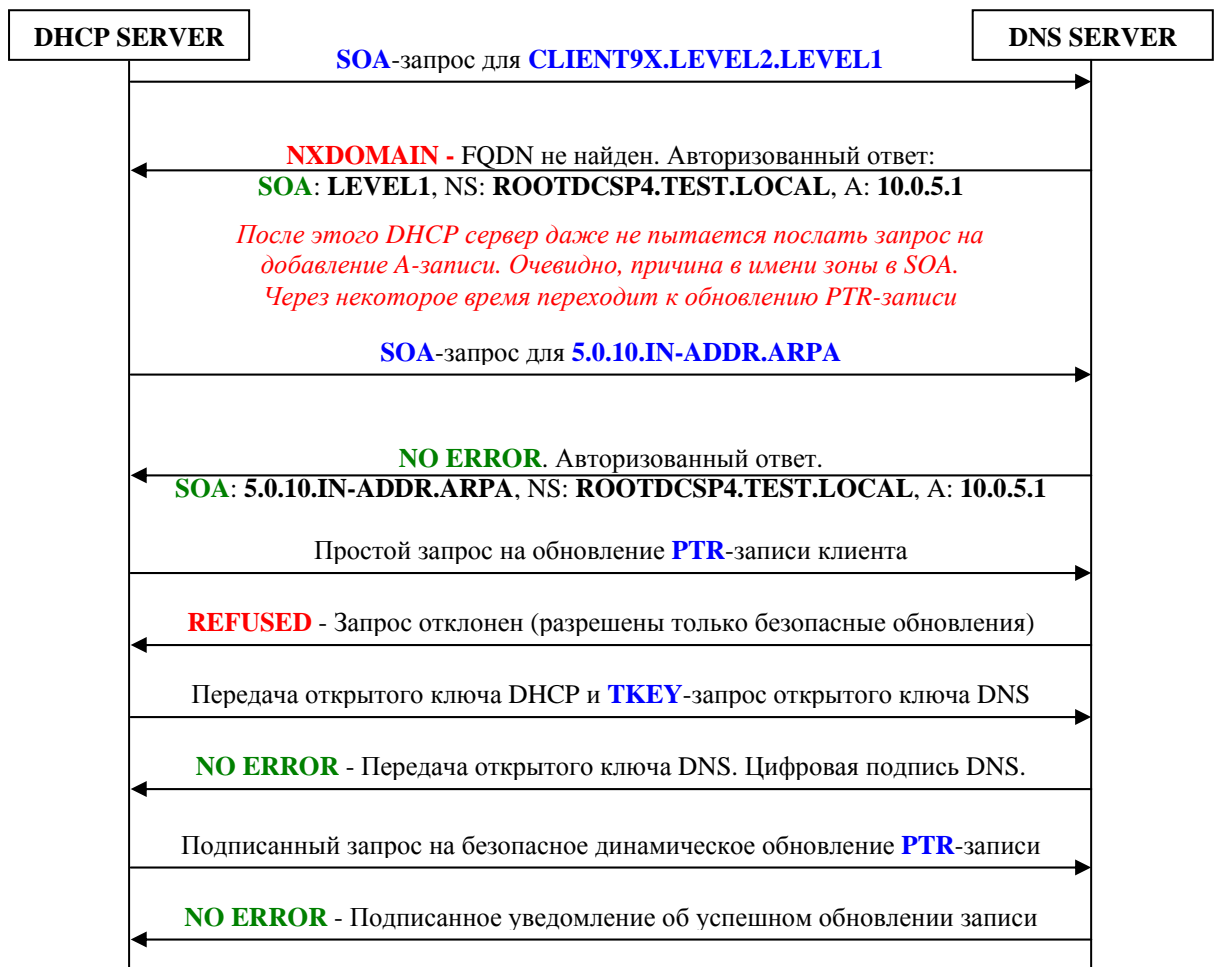 DHCP SERVER
DNS SERVER
SOA-запрос для CLIENT9X.LEVEL2.LEVEL1
NXDOMAIN - FQDN не найден. Авторизованный ответ:
SOA: LEVEL1, NS: ROOTDCSP4.TEST.LOCAL, A: 10.0.5.1
После этого DHCP сервер даже не пытается послать запрос на
добавление А-записи. Очевидно, причина в имени зоны в SOA.
Через некоторое время переходит к обновлению PTR-записи
SOA-запрос для 5.0.10.IN-ADDR.ARPA
NO ERROR. Авторизованный ответ.
SOA: 5.0.10.IN-ADDR.ARPA, NS: ROOTDCSP4.TEST.LOCAL, A: 10.0.5.1
Простой запрос на обновление PTR-записи клиента
REFUSED - Запрос отклонен (разрешены только безопасные обновления)
Передача открытого ключа DHCP и TKEY-запрос открытого ключа DNS
NO ERROR - Передача открытого ключа DNS. Цифровая подпись DNS.
Подписанный запрос на безопасное динамическое обновление PTR-записи
NO ERROR - Подписанное уведомление об успешном обновлении записи